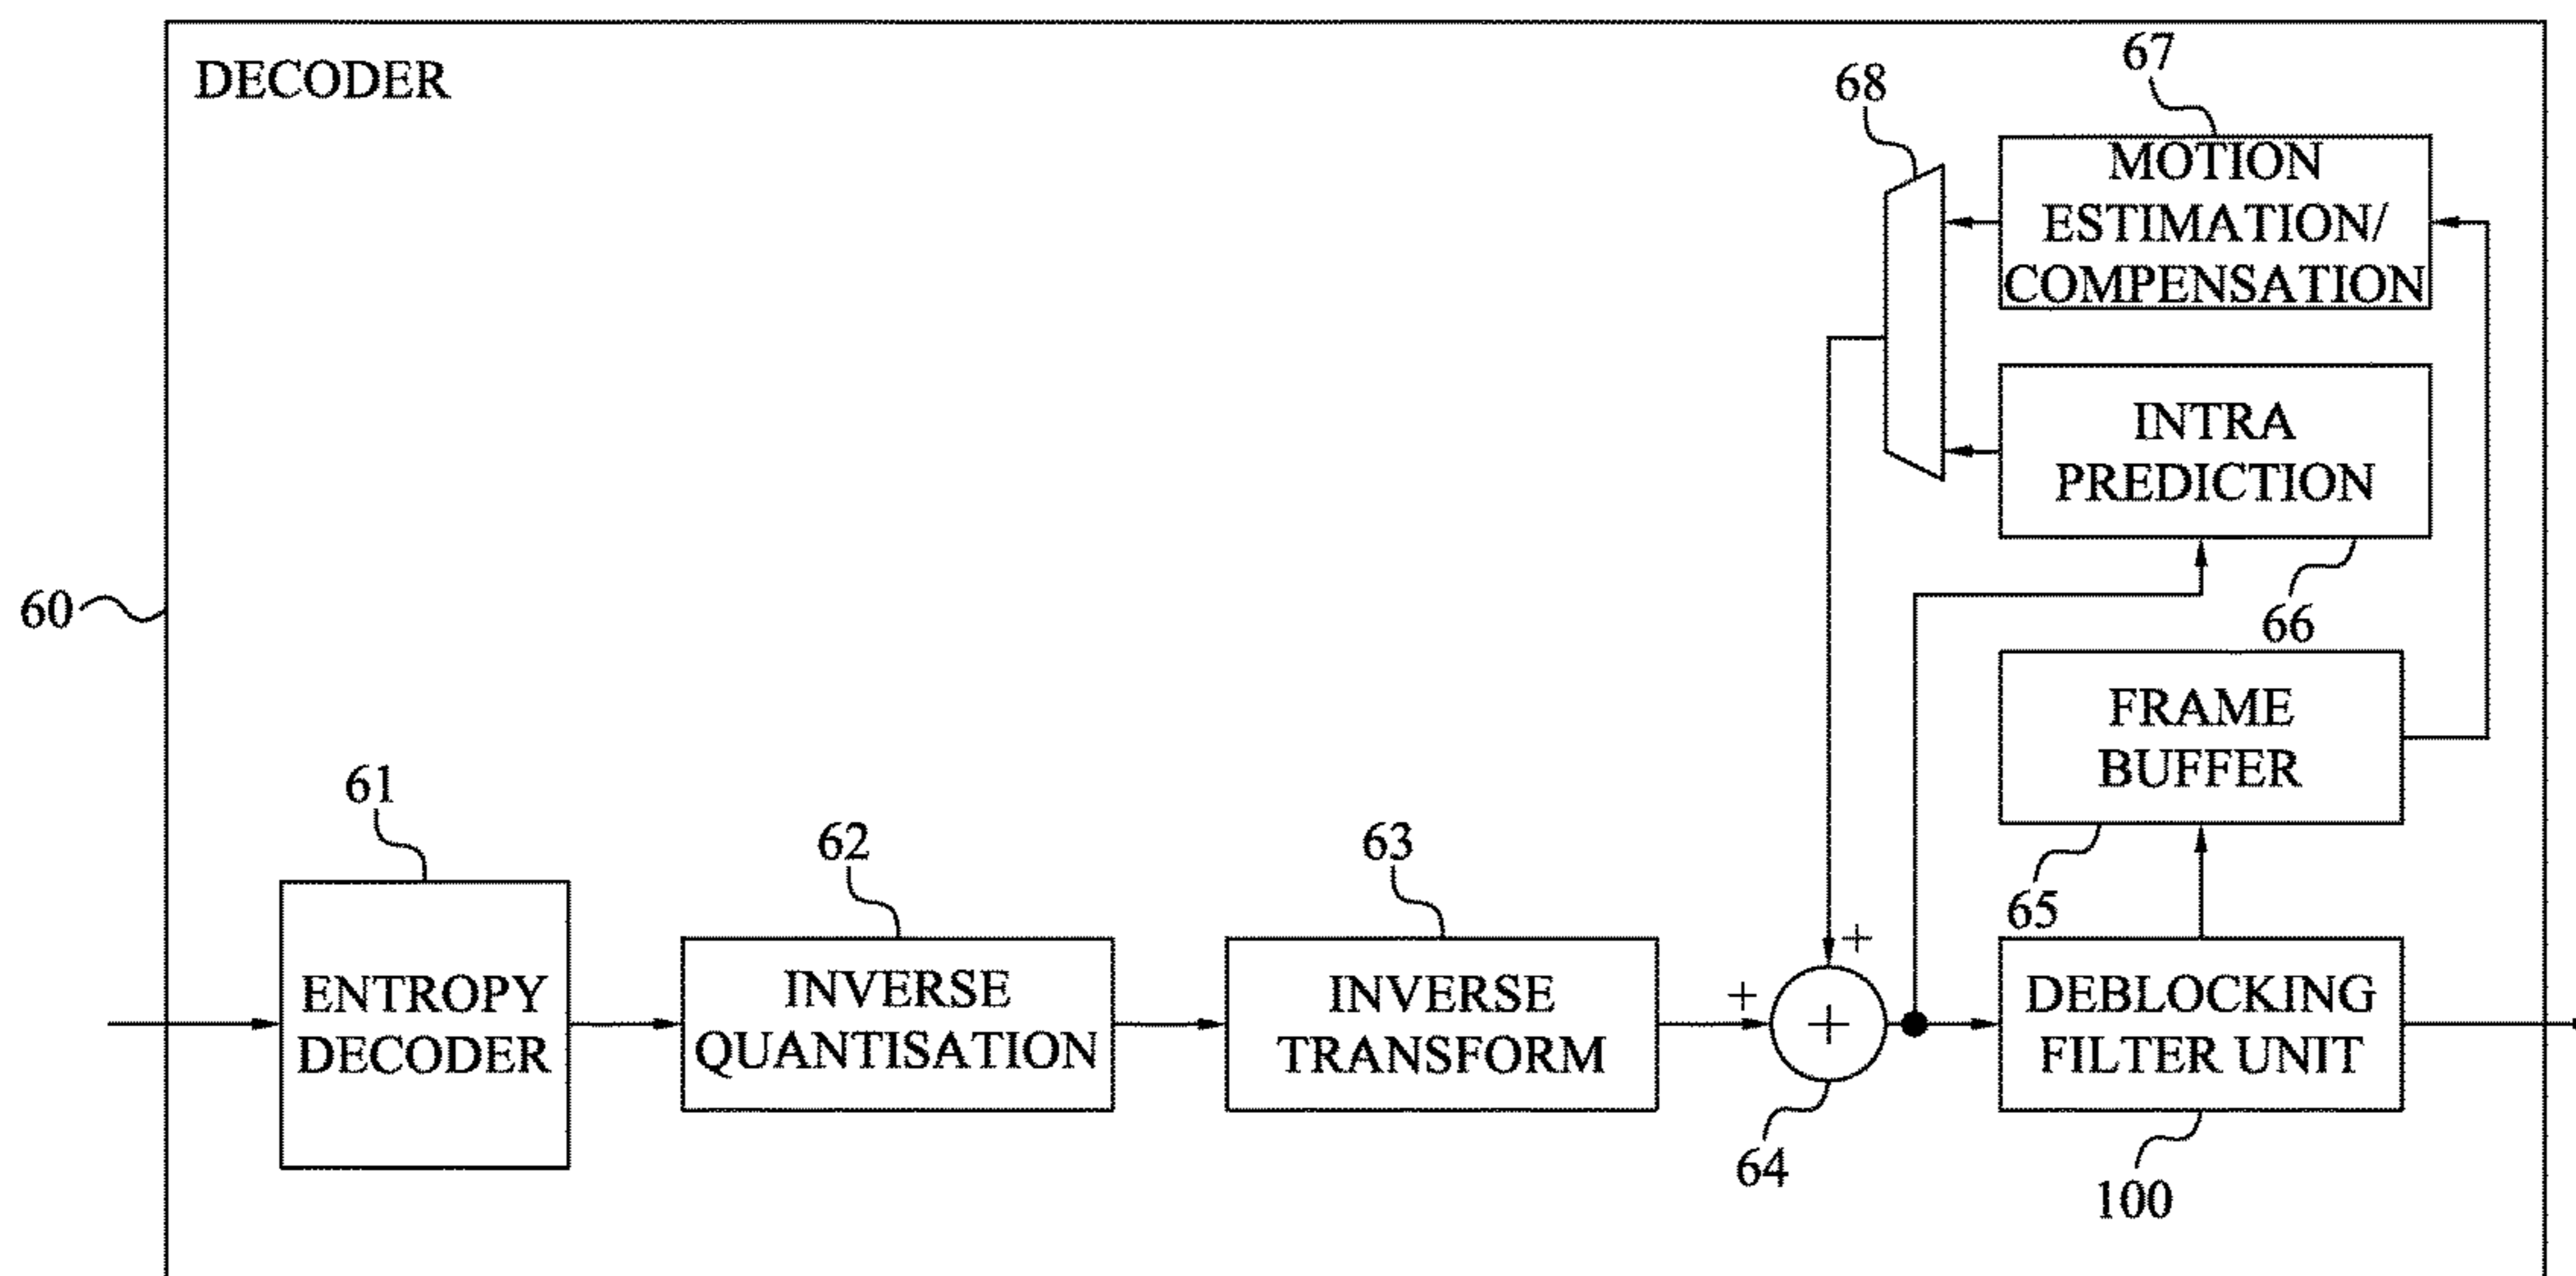 DECODER
67
68
MOTION
ESTIMATION/
COMPENSATION
INTRA
PREDICTION
60
66
FRAME
BUFFER
61
62
63
65
+
ENTROPY
DECODER
INVERSE
QUANTISATION
INVERSE
TRANSFORM
+
+
DEBLOCKING
FILTER UNIT
64
100